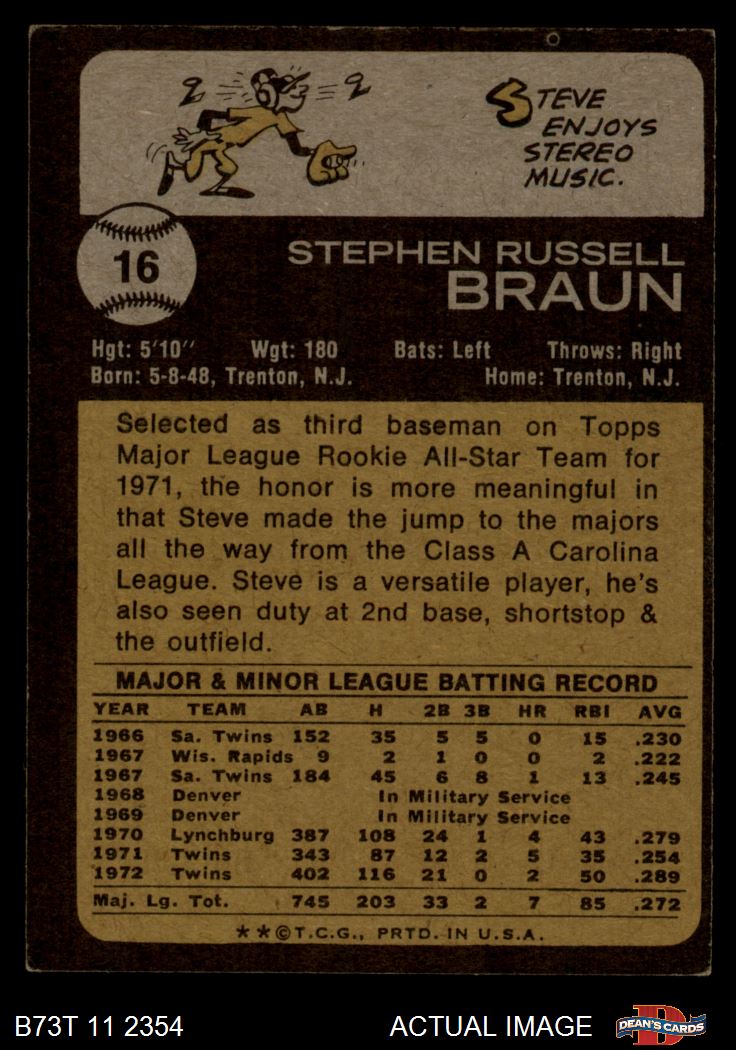 STEVE
ENJOYS
STEREO
MUSIC.
16
STEPHEN RUSSELL
BRAUN
Hgt: 5'10" Wgt: 180 Bats: Left Throws: Right
Born: 5-8-48, Trenton, N.J. Home: Trenton, N.J.
Selected as third baseman on Topps
Major League Rookie All-Star Team for
1971, the honor is more meaningful in
that Steve made the jump to the majors
all the way from the Class A Carolina
League. Steve is a versatile player, he's
also seen duty at 2nd base, shortstop &
the outfield.
MAJOR & MINOR LEAGUE BATTING RECORD
YEAR TEAM AB H 2B 3B HR RBI AVG
1966 Sa. Twins 152 35 5 5 0 15 .230
1967 Wis. Rapids 9 2 1 0 0 2 .222
1967 Sa. Twins 184 45 6 8 1 13 .245
1968 Denver In Military Service
1969 Denver In Military Service
1970 Lynchburg 387 108 24 1 4 43 .279
1971 Twins 343 87 12 2 5 35 .254
1972 Twins 402 116 21 0 2 50 .289
Maj. Lg. Tot. 745 203 33 2 7 85 .272
**©T.C.G., PRTD. IN U.S.A.
B73T 11 2354 ACTUAL IMAGE DEAN'S CARDS